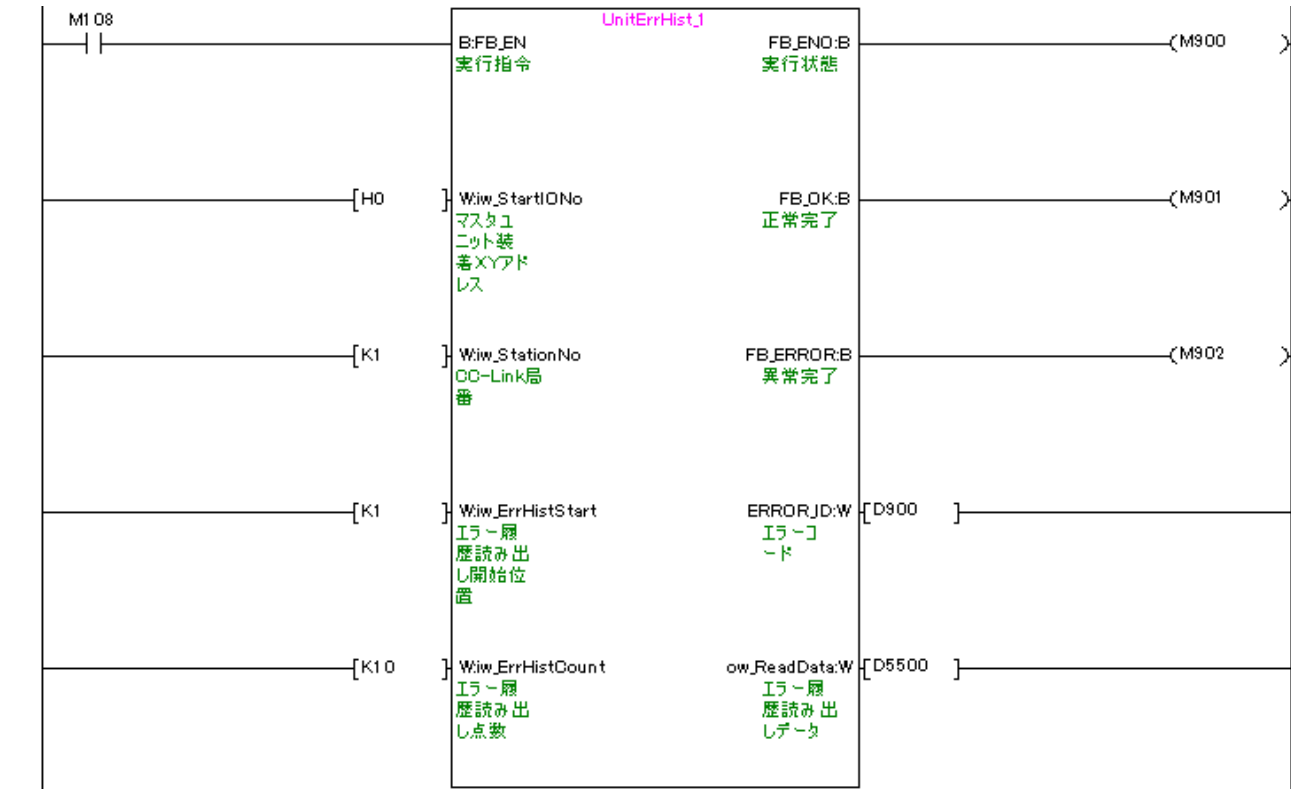 M108
UnitErrHist_1
B:FB_EN
実行指令
FB_ENO:B
実行状態
M900
H0
W:iw_StartIONo
マスタユ
ニット装
着XYアド
レス
FB_OK:B
正常完了
M901
K1
W:iw_StationNo
CC-Link局
番
FB_ERROR:B
異常完了
M902
K1
W:iw_ErrHistStart
エラー履
歴読み出
し開始位
置
ERROR_ID:W
エラーコ
ード
D900
K10
W:iw_ErrHistCount
エラー履
歴読み出
し点数
ow_ReadData:W
エラー履
歴読み出
しデータ
D5500